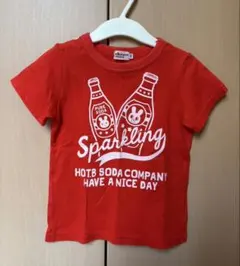 Sparkling
HOT.B SODA COMPANY
HAVE A NICE DAY